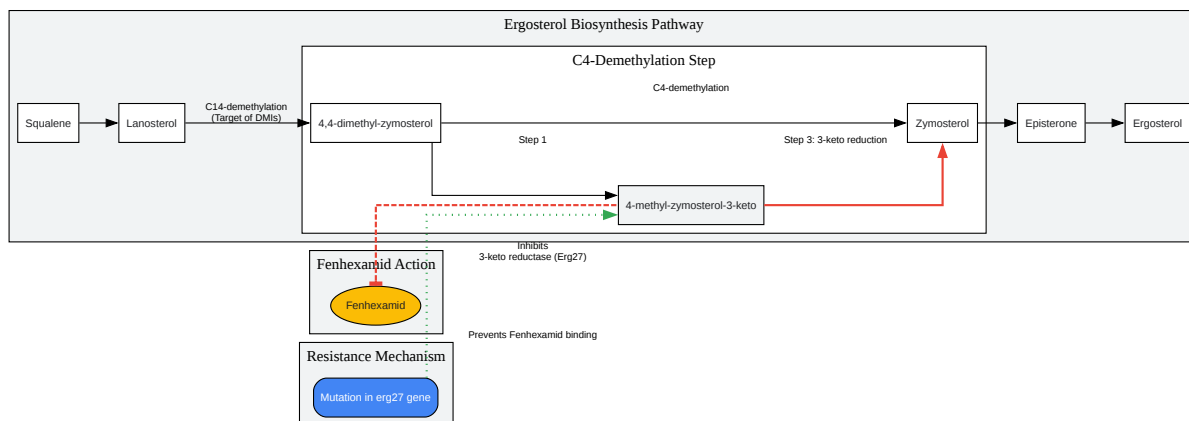 Ergosterol Biosynthesis Pathway
C4-Demethylation Step
C4-demethylation
Squalene
Lanosterol
C14-demethylation
(Target of DMIs)
4,4-dimethyl-zymosterol
Step 1
Step 3: 3-keto reduction
Zymosterol
Episterone
Ergosterol
4-methyl-zymosterol-3-keto
Inhibits
3-keto reductase (Erg27)
Fenhexamid Action
Fenhexamid
Prevents Fenhexamid binding
Resistance Mechanism
Mutation in erg27 gene